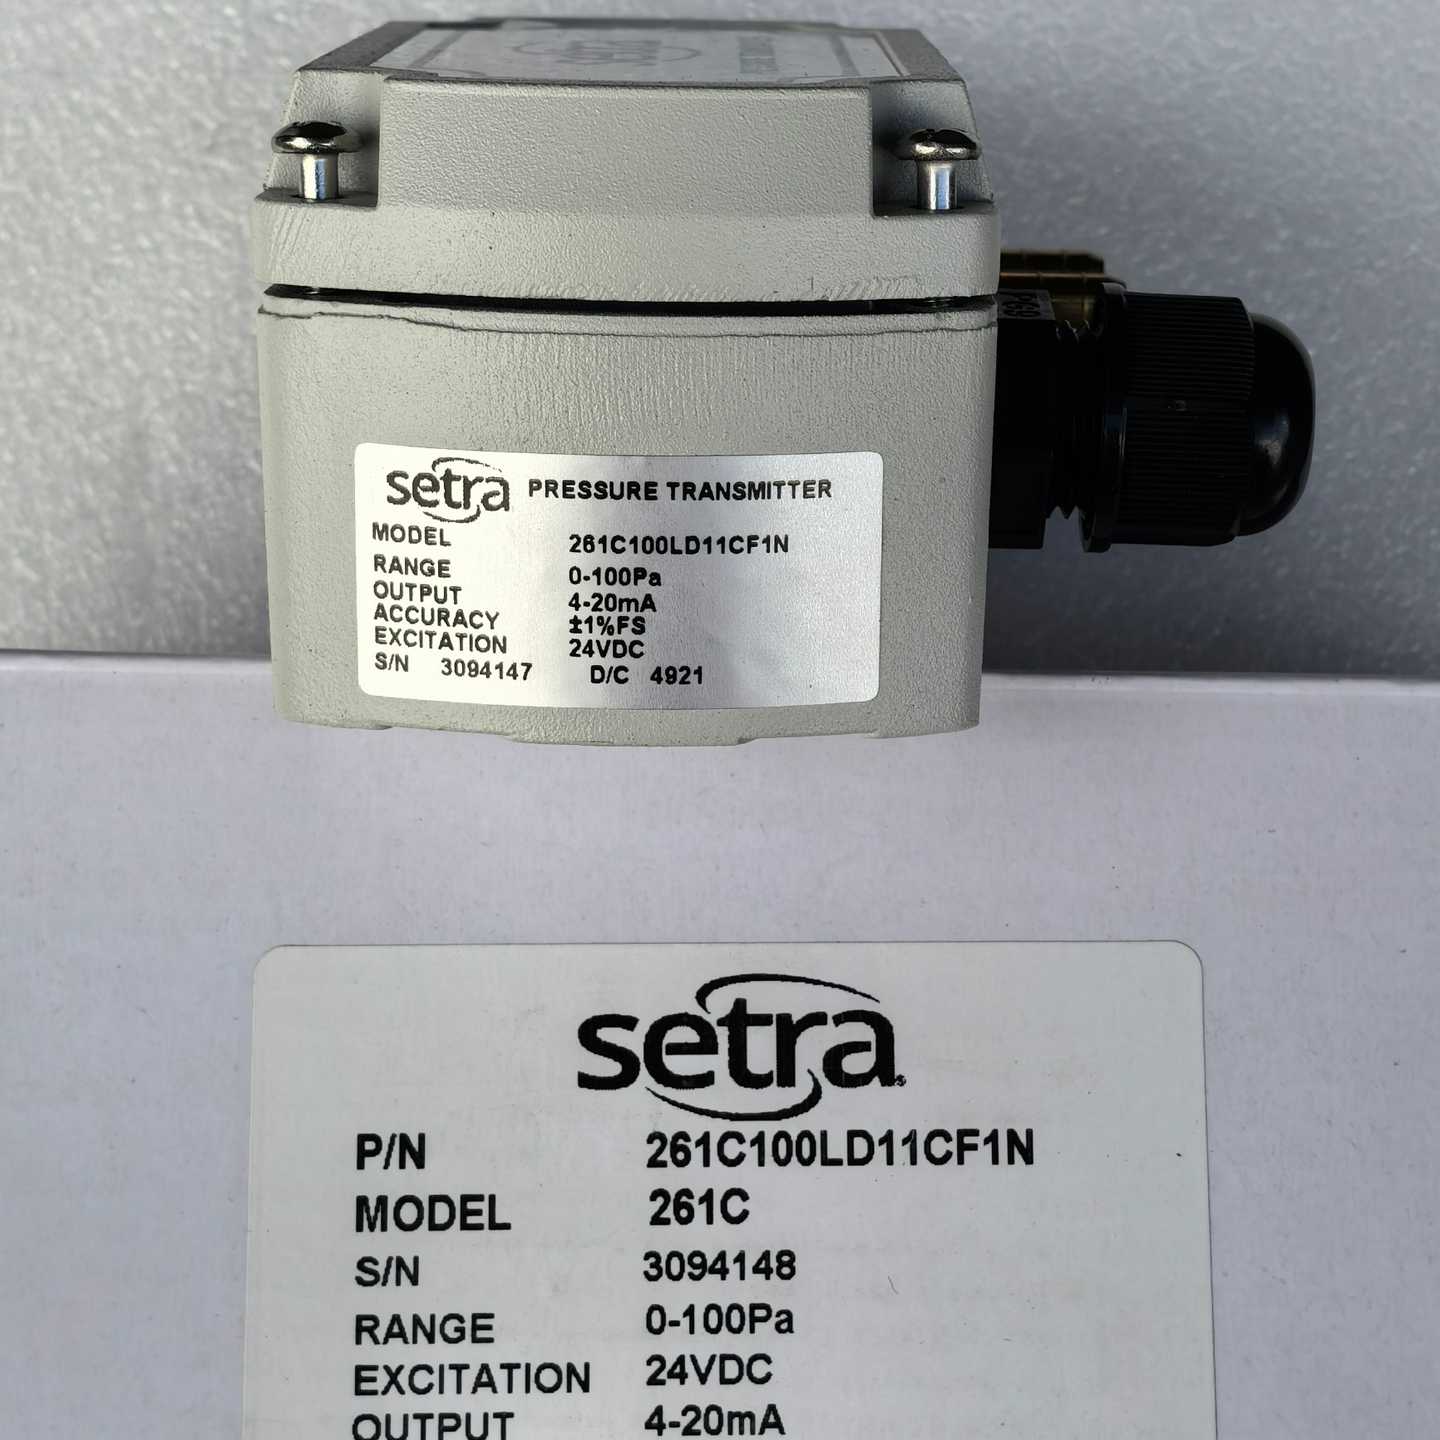 setra PRESSURE TRANSMITTER
MODEL 261C100LD11CF1N
RANGE 0-100Pa
OUTPUT 4-20mA
ACCURACY ±1%FS
EXCITATION 24VDC
S/N 3094147 D/C 4921
setra
P/N 261C100LD11CF1N
MODEL 261C
S/N 3094148
RANGE 0-100Pa
EXCITATION 24VDC
OUTPUT 4-20mA